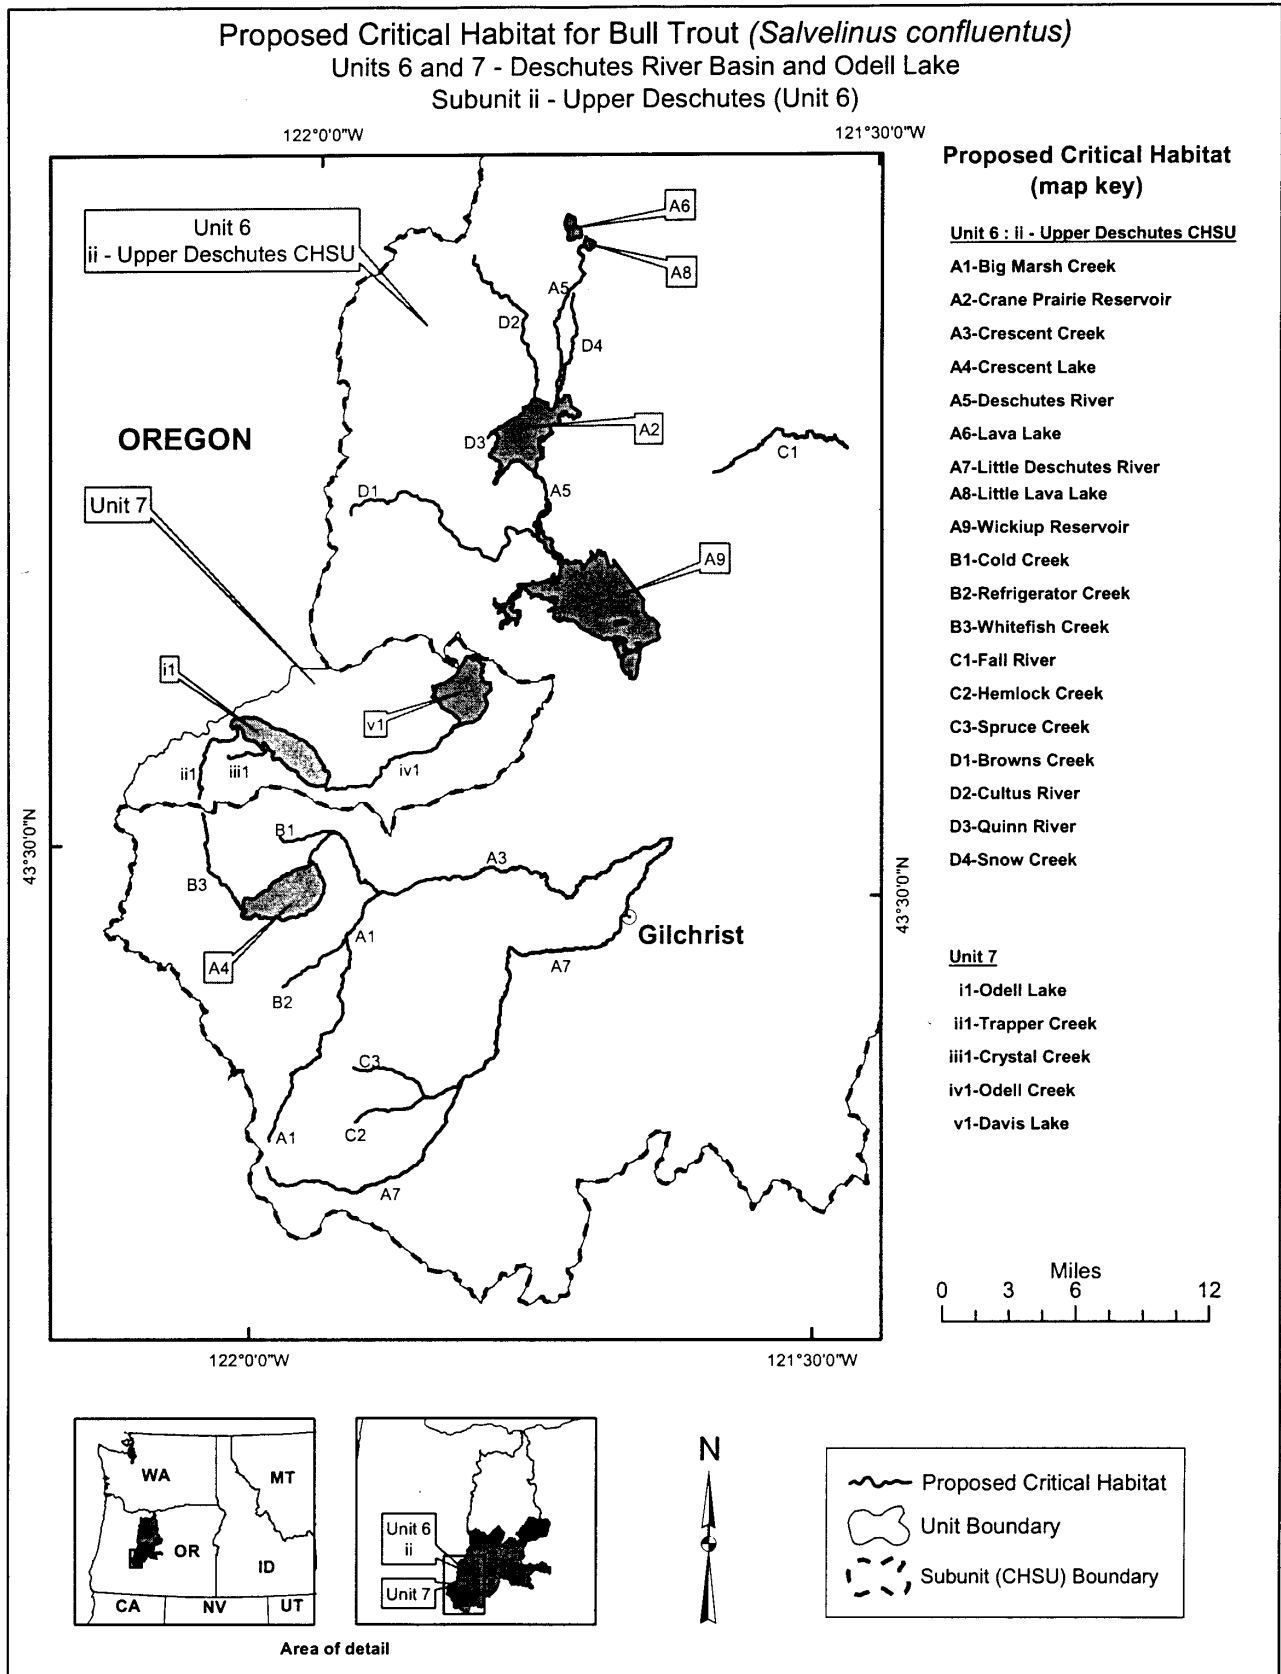 Proposed Critical Habitat for Bull Trout (Salvelinus confluentus)
Units 6 and 7 - Deschutes River Basin and Odell Lake
Subunit ii - Upper Deschutes (Unit 6)
122°0'0"W
121°30'0"W
Unit 6
ii - Upper Deschutes CHSU
A6
A8
A5
D2
D4
OREGON
D3
A2
C1
Unit 7
D1
A5
A9
i1
v1
ii1
iii1
iv1
43°30'0"N
B1
A3
B3
43°30'0"N
A1
Gilchrist
A4
A7
B2
C3
A1
C2
A7
122°0'0"W
121°30'0"W
Proposed Critical Habitat
(map key)
Unit 6 : ii - Upper Deschutes CHSU
A1-Big Marsh Creek
A2-Crane Prairie Reservoir
A3-Crescent Creek
A4-Crescent Lake
A5-Deschutes River
A6-Lava Lake
A7-Little Deschutes River
A8-Little Lava Lake
A9-Wickiup Reservoir
B1-Cold Creek
B2-Refrigerator Creek
B3-Whitefish Creek
C1-Fall River
C2-Hemlock Creek
C3-Spruce Creek
D1-Browns Creek
D2-Cultus River
D3-Quinn River
D4-Snow Creek
Unit 7
i1-Odell Lake
ii1-Trapper Creek
iii1-Crystal Creek
iv1-Odell Creek
v1-Davis Lake
Miles
0 3 6 12
WA
MT
OR
ID
CA
NV
UT
Unit 6
ii
Unit 7
Area of detail
N
Proposed Critical Habitat
Unit Boundary
Subunit (CHSU) Boundary